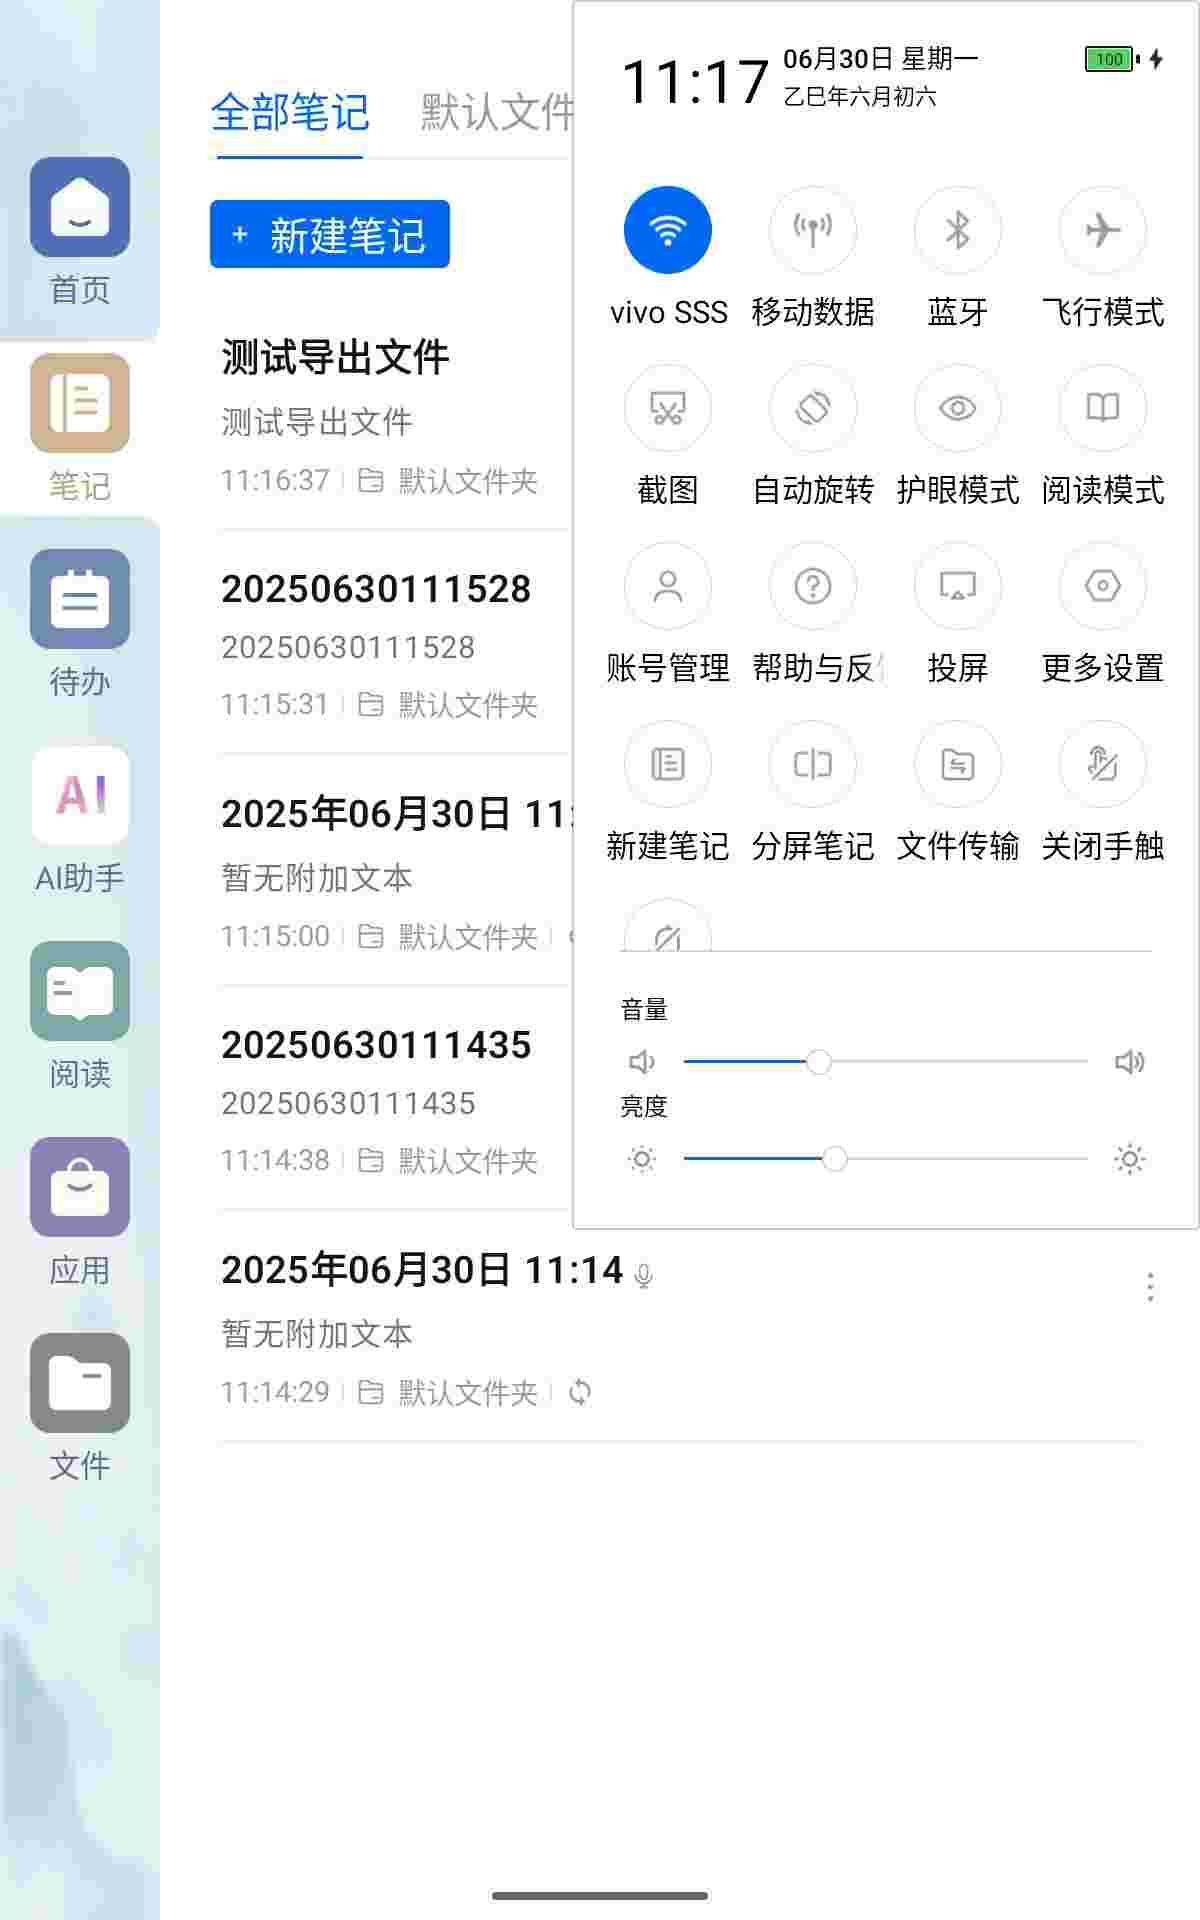 首页
笔记
待办
AI
AI助手
阅读
应用
文件
全部笔记
默认文件
+ 新建笔记
测试导出文件
测试导出文件
11:16:37 默认文件夹
20250630111528
20250630111528
11:15:31 默认文件夹
2025年06月30日 11:
暂无附加文本
11:15:00 默认文件夹
20250630111435
20250630111435
11:14:38 默认文件夹
2025年06月30日 11:14
暂无附加文本
11:14:29 默认文件夹
11:17
06月30日 星期一
乙巳年六月初六
100
vivo SSS 移动数据 蓝牙 飞行模式
截图 自动旋转 护眼模式 阅读模式
账号管理 帮助与反 投屏 更多设置
新建笔记 分屏笔记 文件传输 关闭手触
音量
亮度